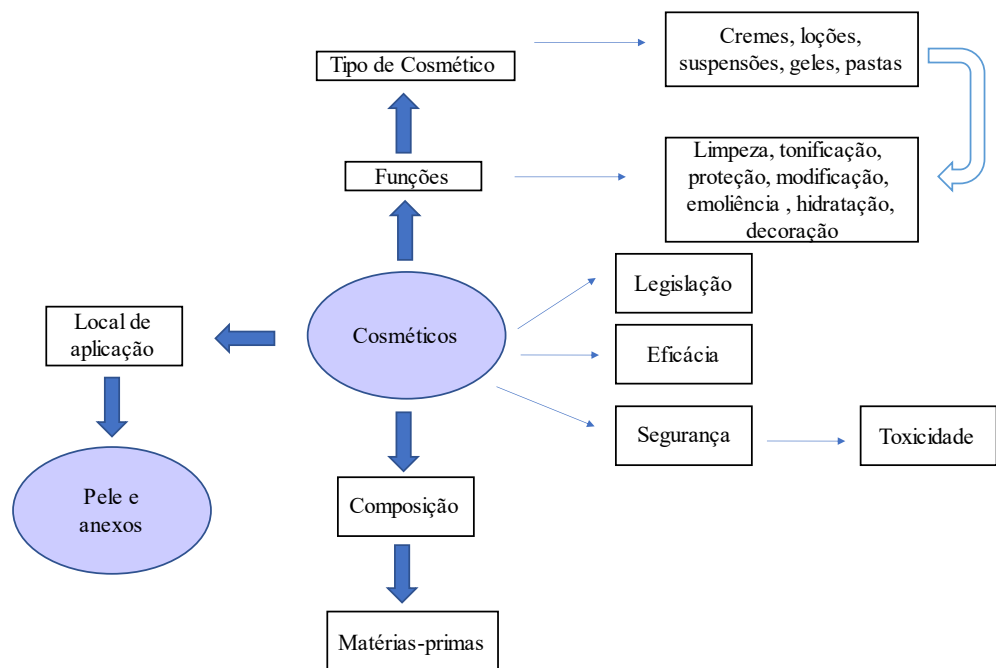 Cremes, loções,
suspensões, geles, pastas
Tipo de Cosmético
Limpeza, tonificação,
proteção, modificação,
emoliência , hidratação,
decoração
Funções
Legislação
Local de
aplicação
Cosméticos
Eficácia
Segurança
Toxicidade
Pele e
anexos
Composição
Matérias-primas